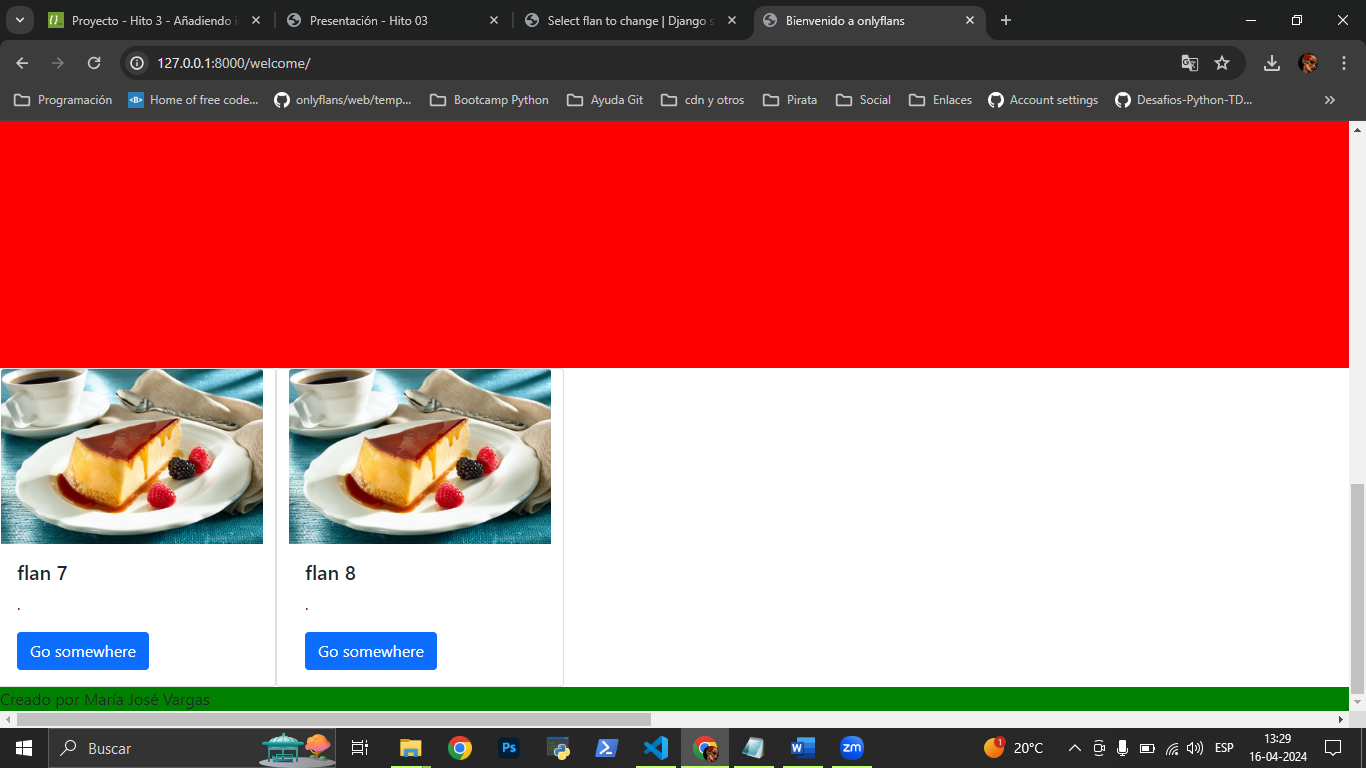 Proyecto - Hito 3 - Añadiendo i
Presentación - Hito 03
Select flan to change | Django s
Bienvenido a onlyflans
127.0.0.1:8000/welcome/
Programación
Home of free code...
onlyflans/web/temp...
Bootcamp Python
Ayuda Git
cdn y otros
Pirata
Social
Enlaces
Account settings
Desafios-Python-TD...
flan 7
.
Go somewhere
flan 8
.
Go somewhere
Creado por María José Vargas
Buscar
Ps
W
zm
1
20°C
ESP
13:29
16-04-2024